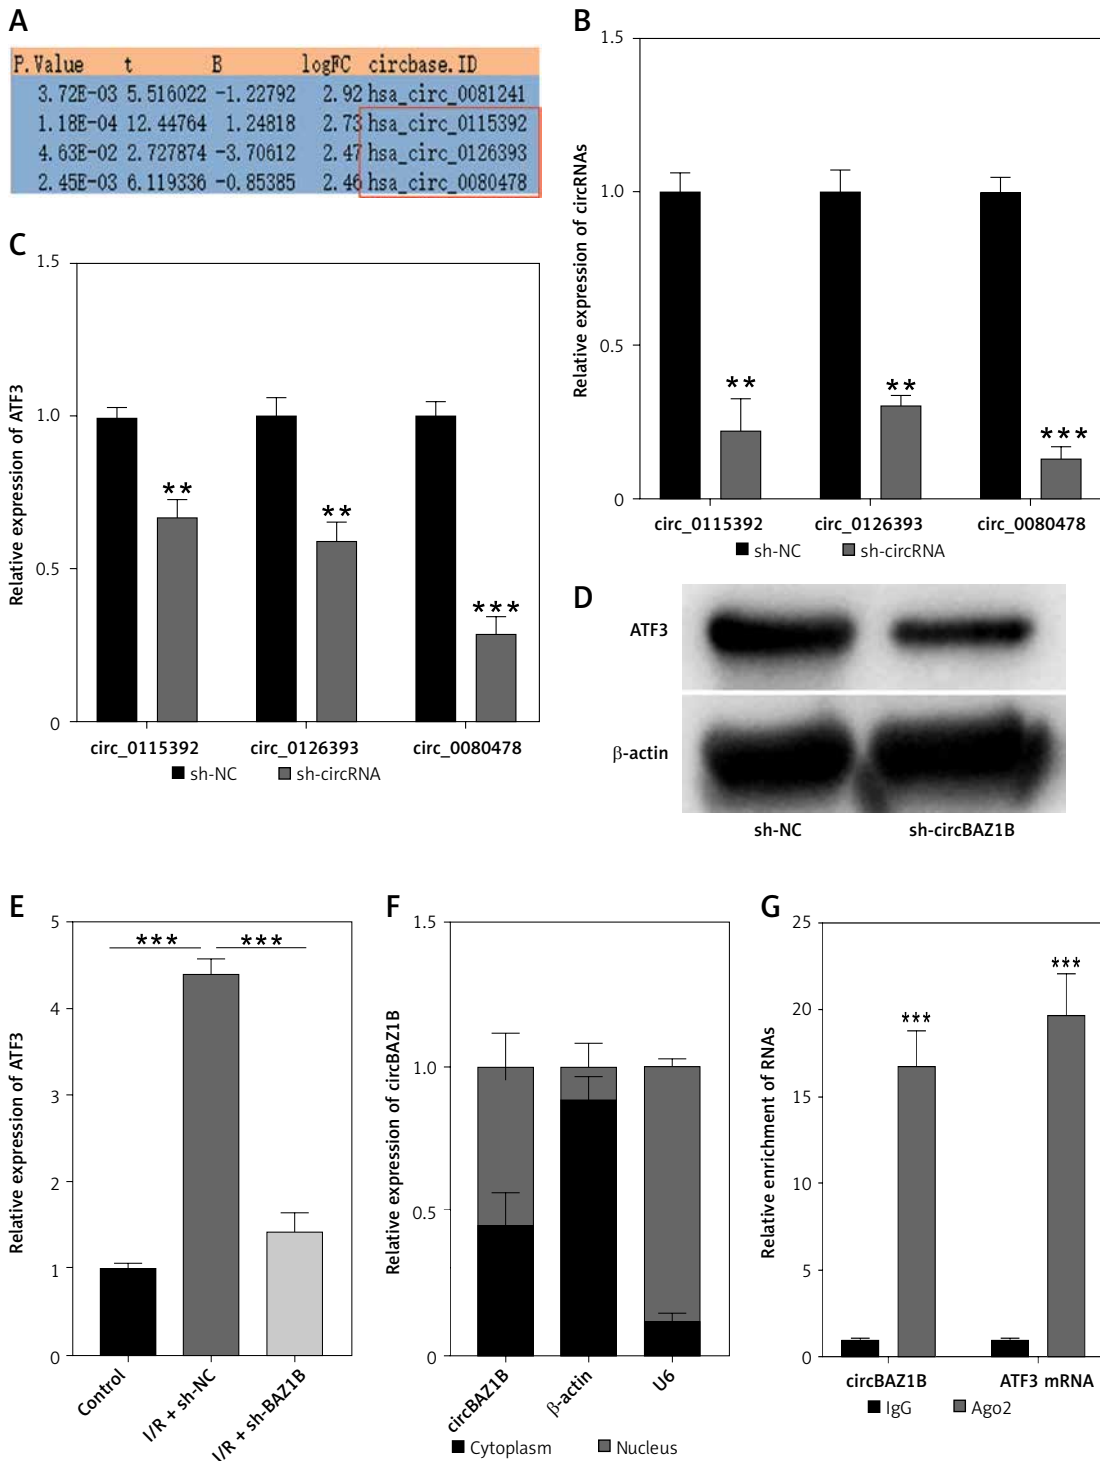 A
P.Value t B logFC circbase.ID
3.72E-03 5.516022 -1.22792 2.92 hsa_circ_0081241
1.18E-04 12.44764 1.24818 2.73 hsa_circ_0115392
4.63E-02 2.727874 -3.70612 2.47 hsa_circ_0126393
2.45E-03 6.119336 -0.85385 2.46 hsa_circ_0080478
B
Relative expression of circRNAs
1.5
1.0
0.5
0
**
**
***
circ_0115392 circ_0126393 circ_0080478
sh-NC sh-circRNA
C
Relative expression of ATF3
1.5
1.0
0.5
0
**
**
***
circ_0115392 circ_0126393 circ_0080478
sh-NC sh-circRNA
D
ATF3
β-actin
sh-NC sh-circBAZ1B
E
Relative expression of ATF3
5
4
3
2
1
0
*** ***
Control I/R + sh-NC I/R + sh-BAZ1B
F
Relative expression of circBAZ1B
1.5
1.0
0.5
0
circBAZ1B β-actin U6
Cytoplasm Nucleus
G
Relative enrichment of RNAs
25
20
15
10
5
0
***
***
circBAZ1B ATF3 mRNA
IgG Ago2